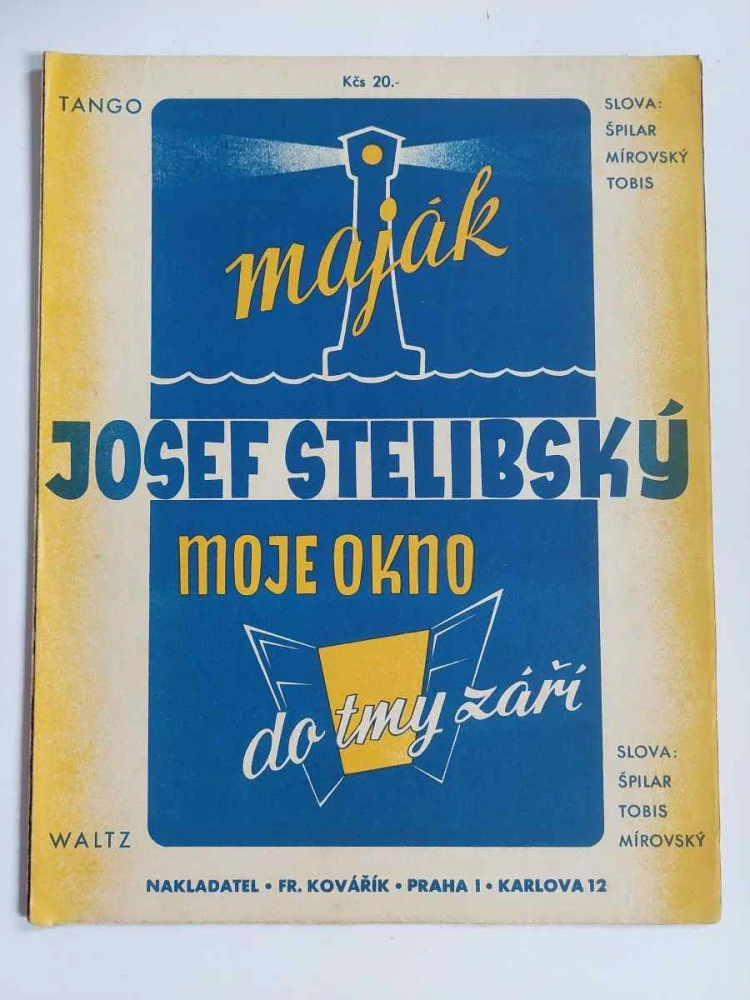 Kčs 20.-
TANGO
SLOVA:
ŠPILAR
MÍROVSKÝ
TOBIS
maják
JOSEF STELIBSKÝ
MOJE OKNO
do tmy září
SLOVA:
ŠPILAR
TOBIS
MÍROVSKÝ
WALTZ
NAKLADATEL • FR. KOVÁŘÍK • PRAHA I • KARLOVA 12